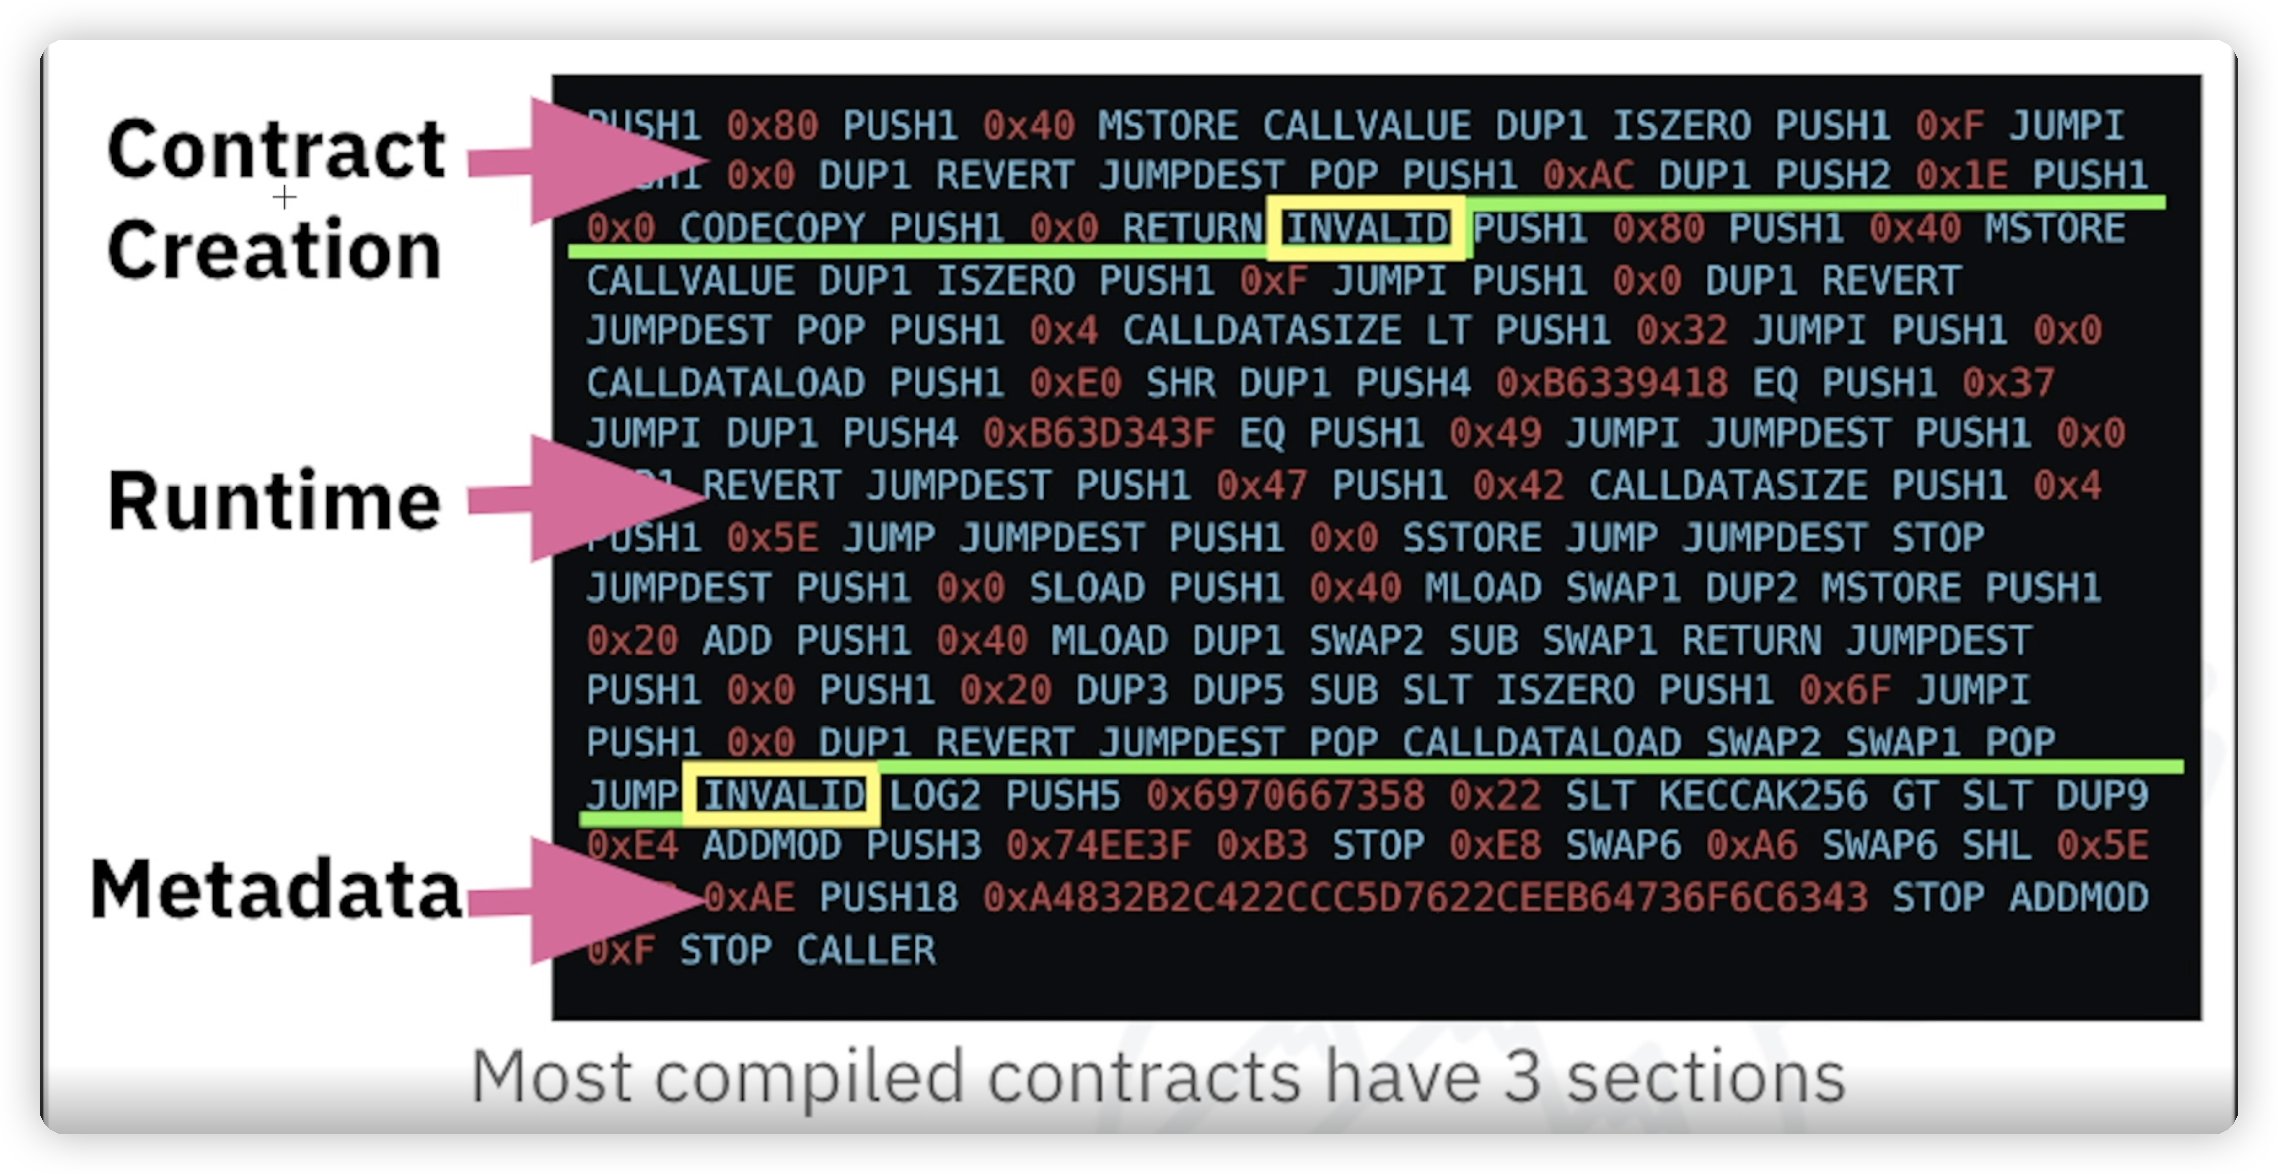 Contract
Creation
Runtime
Metadata
PUSH1 0x80 PUSH1 0x40 MSTORE CALLVALUE DUP1 ISZERO PUSH1 0xF JUMPI
0x0 DUP1 REVERT JUMPDEST POP PUSH1 0xAC DUP1 PUSH2 0x1E PUSH1
0x0 CODECOPY PUSH1 0x0 RETURN INVALID PUSH1 0x80 PUSH1 0x40 MSTORE
CALLVALUE DUP1 ISZERO PUSH1 0xF JUMPI PUSH1 0x0 DUP1 REVERT
JUMPDEST POP PUSH1 0x4 CALLDATASIZE LT PUSH1 0x32 JUMPI PUSH1 0x0
CALLDATALOAD PUSH1 0xE0 SHR DUP1 PUSH4 0xB6339418 EQ PUSH1 0x37
JUMPI DUP1 PUSH4 0xB63D343F EQ PUSH1 0x49 JUMPI JUMPDEST PUSH1 0x0
REVERT JUMPDEST PUSH1 0x47 PUSH1 0x42 CALLDATASIZE PUSH1 0x4
PUSH1 0x5E JUMP JUMPDEST PUSH1 0x0 SSTORE JUMP JUMPDEST STOP
JUMPDEST PUSH1 0x0 SLOAD PUSH1 0x40 MLOAD SWAP1 DUP2 MSTORE PUSH1
0x20 ADD PUSH1 0x40 MLOAD DUP1 SWAP2 SUB SWAP1 RETURN JUMPDEST
PUSH1 0x0 PUSH1 0x20 DUP3 DUP5 SUB SLT ISZERO PUSH1 0x6F JUMPI
PUSH1 0x0 DUP1 REVERT JUMPDEST POP CALLDATALOAD SWAP2 SWAP1 POP
JUMP INVALID LOG2 PUSH5 0x6970667358 0x22 SLT KECCAK256 GT SLT DUP9
0xE4 ADDMOD PUSH3 0x74EE3F 0xB3 STOP 0xE8 SWAP6 0xA6 SWAP6 SHL 0x5E
0xAE PUSH18 0xA4832B2C422CCC5D7622CEEB64736F6C6343 STOP ADDMOD
0xF STOP CALLER
Most compiled contracts have 3 sections